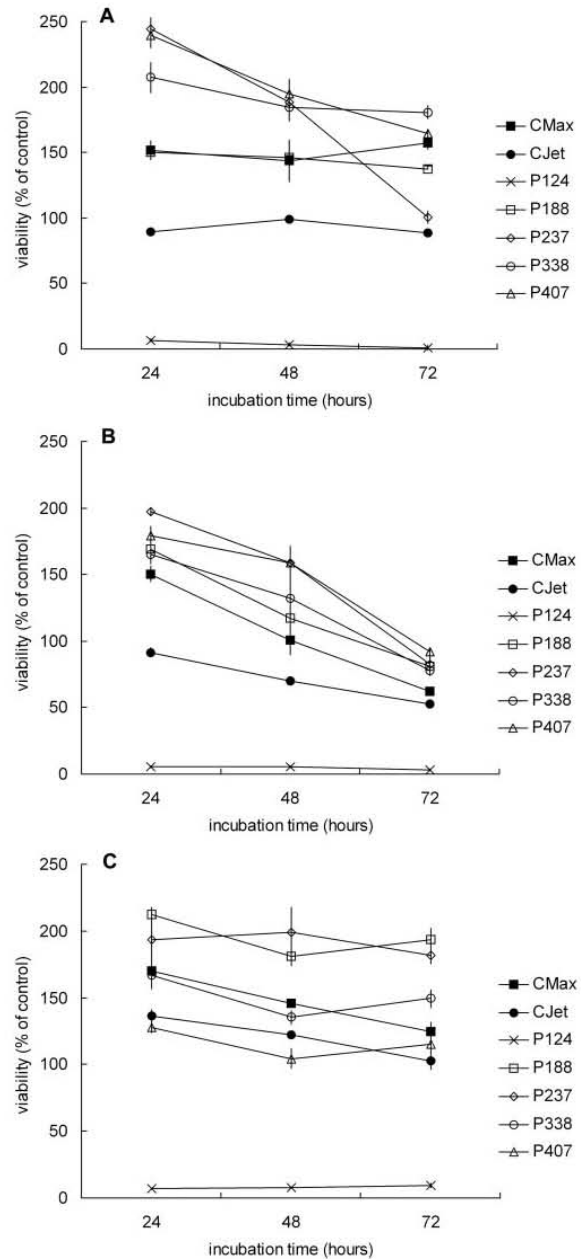 A
250
200
150
100
50
0
viability (% of control)
24 48 72
incubation time (hours)
CMax
CJet
P124
P188
P237
P338
P407
B
250
200
150
100
50
0
viability (% of control)
24 48 72
incubation time (hours)
CMax
CJet
P124
P188
P237
P338
P407
C
250
200
150
100
50
0
viability (% of control)
24 48 72
incubation time (hours)
CMax
CJet
P124
P188
P237
P338
P407